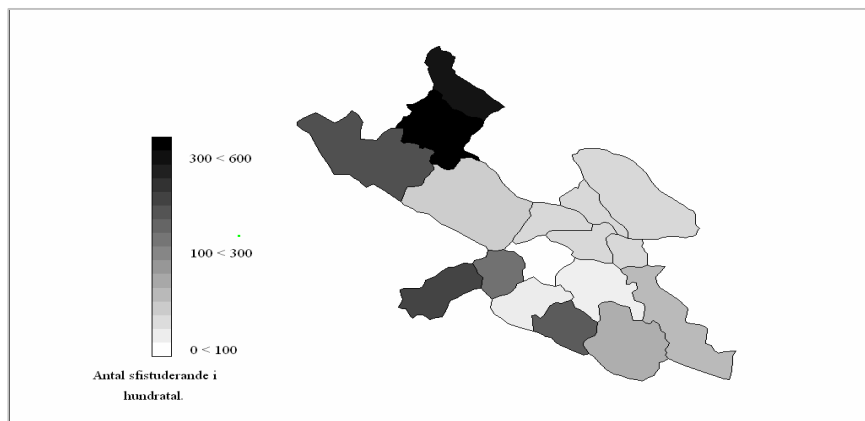 300 < 600
100 < 300
0 < 100
Antal sfistuderande i
hundratal.